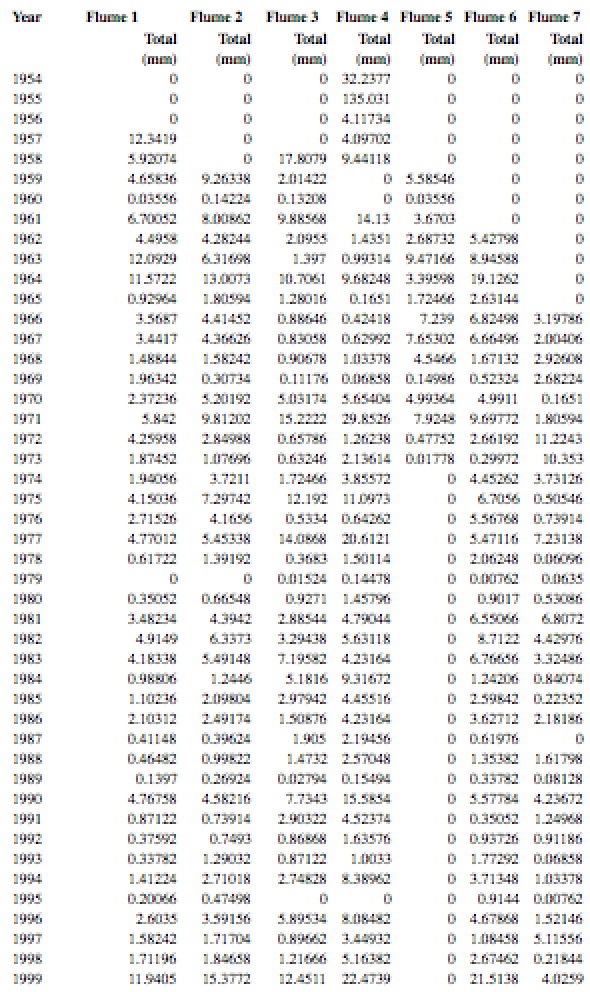 Year Flume 1 Flume 2 Flume 3 Flume 4 Flume 5 Flume 6 Flume 7
Total Total Total Total Total Total Total
(mm) (mm) (mm) (mm) (mm) (mm) (mm)
1954 0 0 0 32.2377 0 0 0
1955 0 0 0 135.031 0 0 0
1956 0 0 0 4.11734 0 0 0
1957 12.3419 0 0 4.09702 0 0 0
1958 5.92074 0 17.8079 9.44118 0 0 0
1959 4.65836 9.26338 2.01422 0 5.58546 0 0
1960 0.03556 0.14224 0.13208 0 0.03556 0 0
1961 6.70052 8.00862 9.88568 14.13 3.6703 0 0
1962 4.4958 4.28244 2.0955 1.4351 2.68732 5.42798 0
1963 12.0929 6.31698 1.397 0.99314 9.47166 8.94588 0
1964 11.5722 13.0073 10.7061 9.68248 3.39598 19.1262 0
1965 0.92964 1.80594 1.28016 0.1651 1.72466 2.63144 0
1966 3.5687 4.41452 0.88646 0.42418 7.239 6.82498 3.19786
1967 3.4417 4.36626 0.83058 0.62992 7.65302 6.66496 2.00406
1968 1.48844 1.58242 0.90678 1.03378 4.5466 1.67132 2.92608
1969 1.96342 0.30734 0.11176 0.06858 0.14986 0.52324 2.68224
1970 2.37236 5.20192 5.03174 5.65404 4.99364 4.9911 0.1651
1971 5.842 9.81202 15.2222 29.8526 7.9248 9.69772 1.80594
1972 4.25958 2.84988 0.65786 1.26238 0.47752 2.66192 11.2243
1973 1.87452 1.07696 0.63246 2.13614 0.01778 0.29972 10.353
1974 1.94056 3.7211 1.72466 3.85572 0 4.45262 3.73126
1975 4.15036 7.29742 12.192 11.0973 0 6.7056 0.50546
1976 2.71526 4.1656 0.5334 0.64262 0 5.56768 0.73914
1977 4.77012 5.45338 14.0868 20.6121 0 5.47116 7.23138
1978 0.61722 1.39192 0.3683 1.50114 0 2.06248 0.06096
1979 0 0 0.01524 0.14478 0 0.00762 0.0635
1980 0.35052 0.66548 0.9271 1.45796 0 0.9017 0.53086
1981 3.48234 4.3942 2.88544 4.79044 0 6.55066 6.8072
1982 4.9149 6.3373 3.29438 5.63118 0 8.7122 4.42976
1983 4.18338 5.49148 7.19582 4.23164 0 6.76656 3.32486
1984 0.98806 1.2446 5.1816 9.31672 0 1.24206 0.84074
1985 1.10236 2.09804 2.97942 4.45516 0 2.59842 0.22352
1986 2.10312 2.49174 1.50876 4.23164 0 3.62712 2.18186
1987 0.41148 0.39624 1.905 2.19456 0 0.61976 0
1988 0.46482 0.99822 1.4732 2.57048 0 1.35382 1.61798
1989 0.1397 0.26924 0.02794 0.15494 0 0.33782 0.08128
1990 4.76758 4.58216 7.7343 15.5854 0 5.57784 4.23672
1991 0.87122 0.73914 2.90322 4.52374 0 0.35052 1.24968
1992 0.37592 0.7493 0.86868 1.63576 0 0.93726 0.91186
1993 0.33782 1.29032 0.87122 1.0033 0 1.77292 0.06858
1994 1.41224 2.71018 2.74828 8.38962 0 3.71348 1.03378
1995 0.20066 0.47498 0 0 0 0.9144 0.00762
1996 2.6035 3.59156 5.89534 8.08482 0 4.67868 1.52146
1997 1.58242 1.71704 0.89662 3.44932 0 1.08458 5.11556
1998 1.71196 1.84658 1.21666 5.16382 0 2.67462 0.21844
1999 11.9405 15.3772 12.4511 22.4739 0 21.5138 4.0259